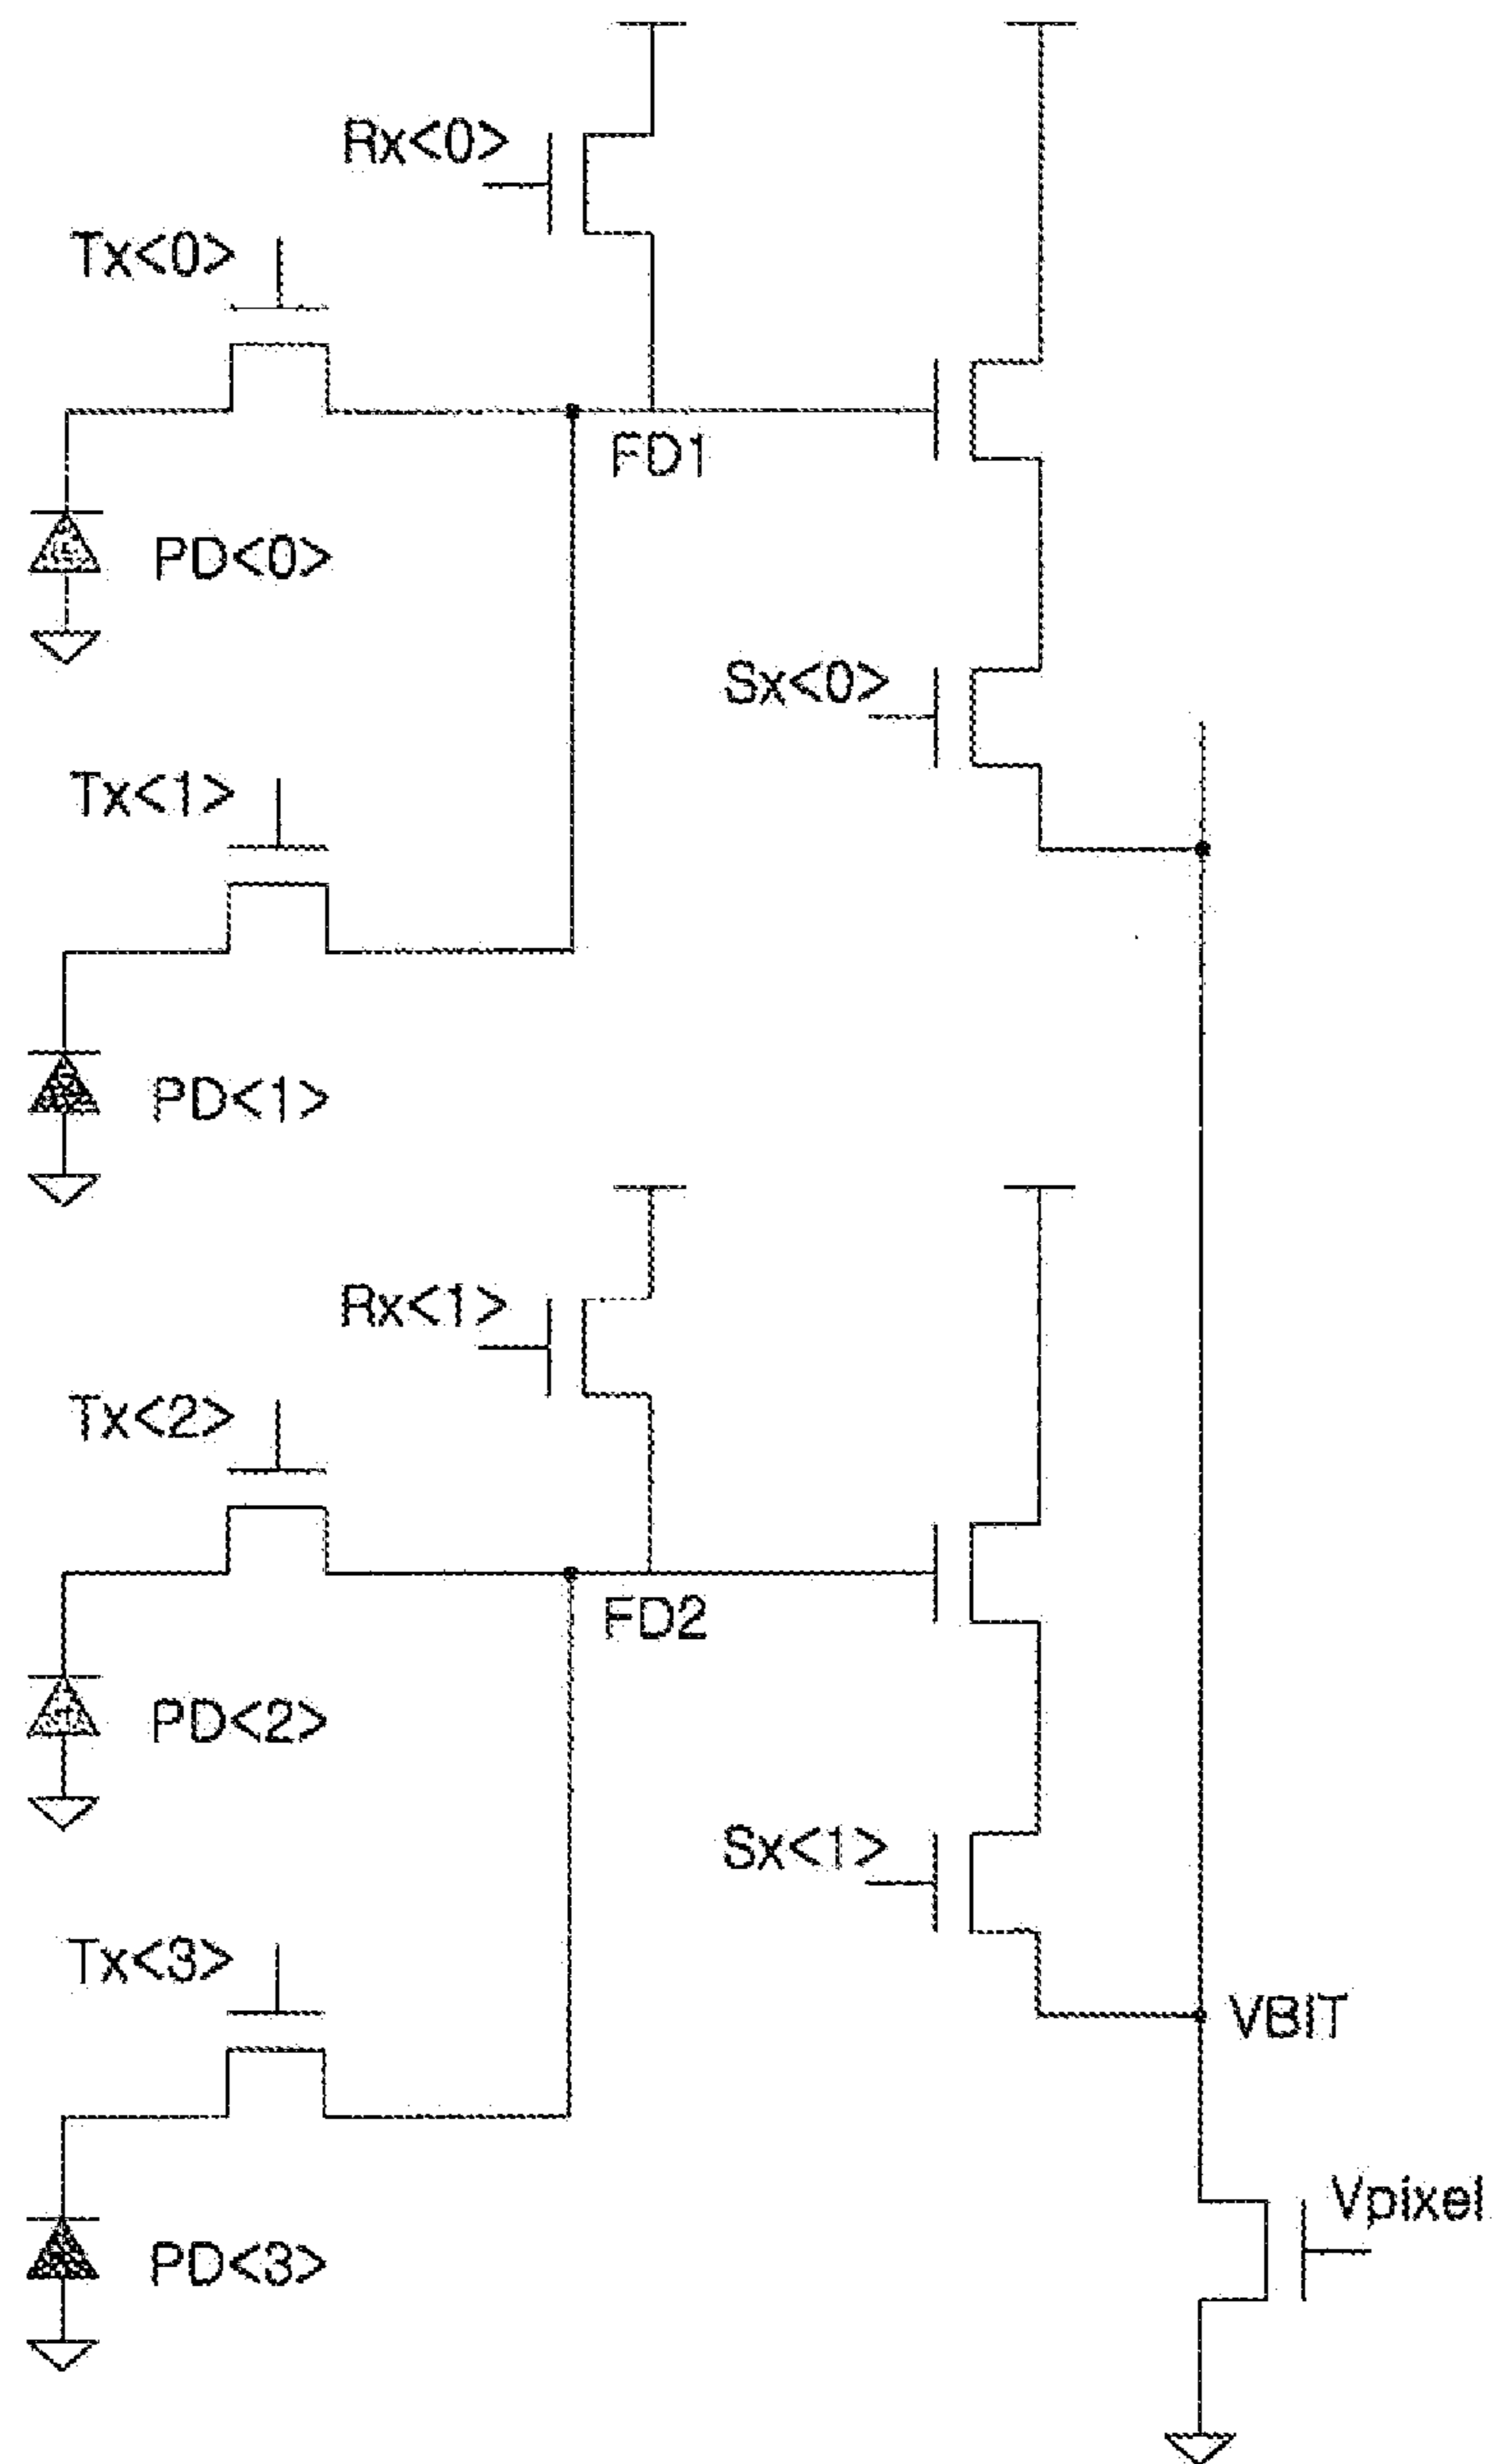 Rx<0>
Tx<0>
FD1
PD<0>
Sx<0>
Tx<1>
PD<1>
Rx<1>
Tx<2>
FD2
PD<2>
Sx<1>
Tx<3>
VBIT
Vpixel
PD<3>